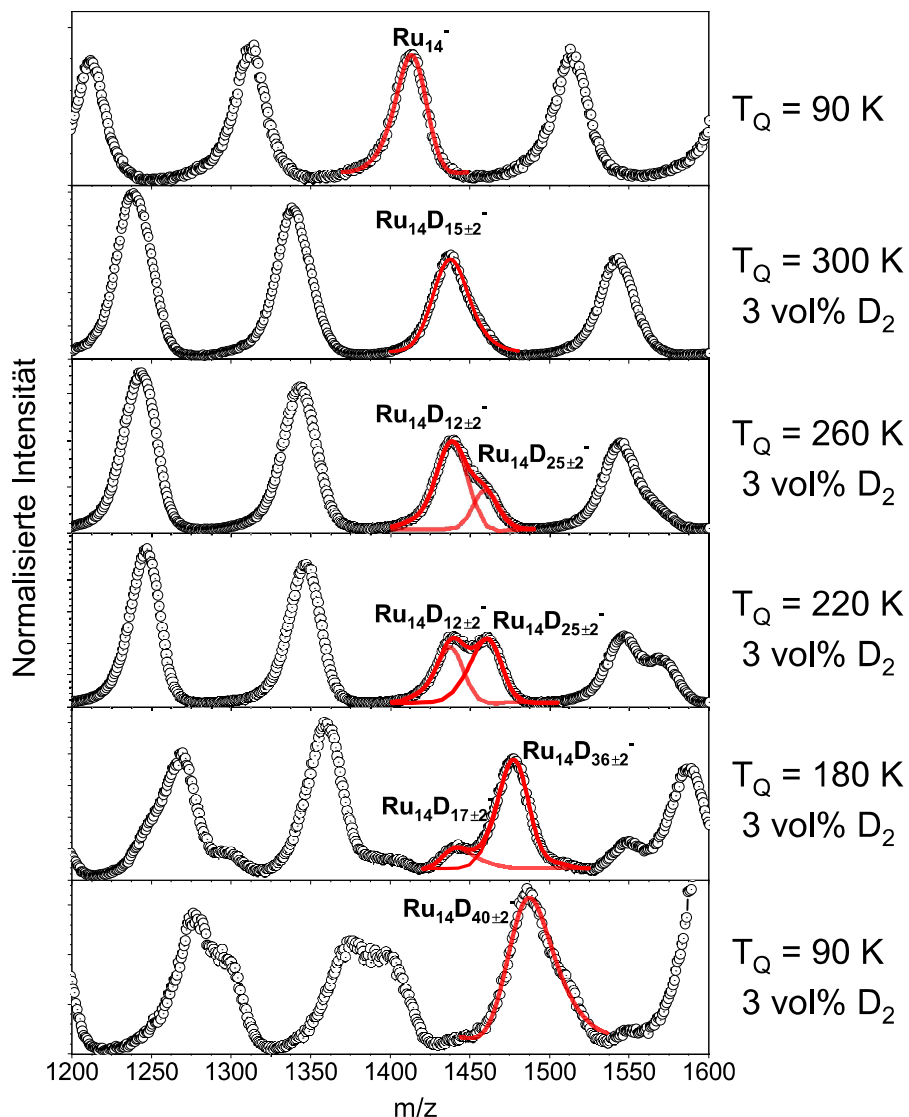 Normalisierte Intensität
Ru14-
TQ = 90 K
Ru14D15±2-
TQ = 300 K
3 vol% D2
Ru14D12±2-
Ru14D25±2-
TQ = 260 K
3 vol% D2
Ru14D12±2-
Ru14D25±2-
TQ = 220 K
3 vol% D2
Ru14D36±2-
Ru14D17±2-
TQ = 180 K
3 vol% D2
Ru14D40±2-
TQ = 90 K
3 vol% D2
1200 1250 1300 1350 1400 1450 1500 1550 1600
m/z